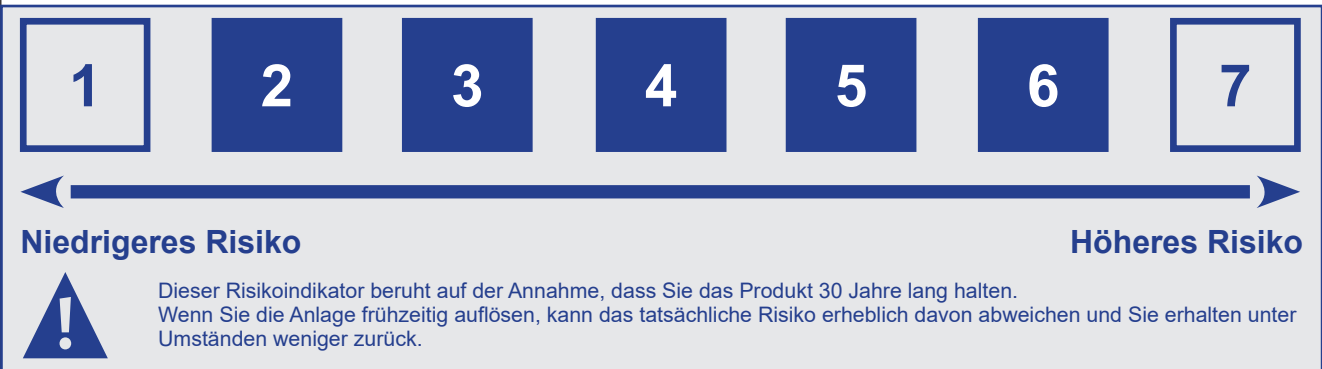 1 2 3 4 5 6 7
Niedrigeres Risiko Höheres Risiko
Dieser Risikoindikator beruht auf der Annahme, dass Sie das Produkt 30 Jahre lang halten.
Wenn Sie die Anlage frühzeitig auflösen, kann das tatsächliche Risiko erheblich davon abweichen und Sie erhalten unter
Umständen weniger zurück.